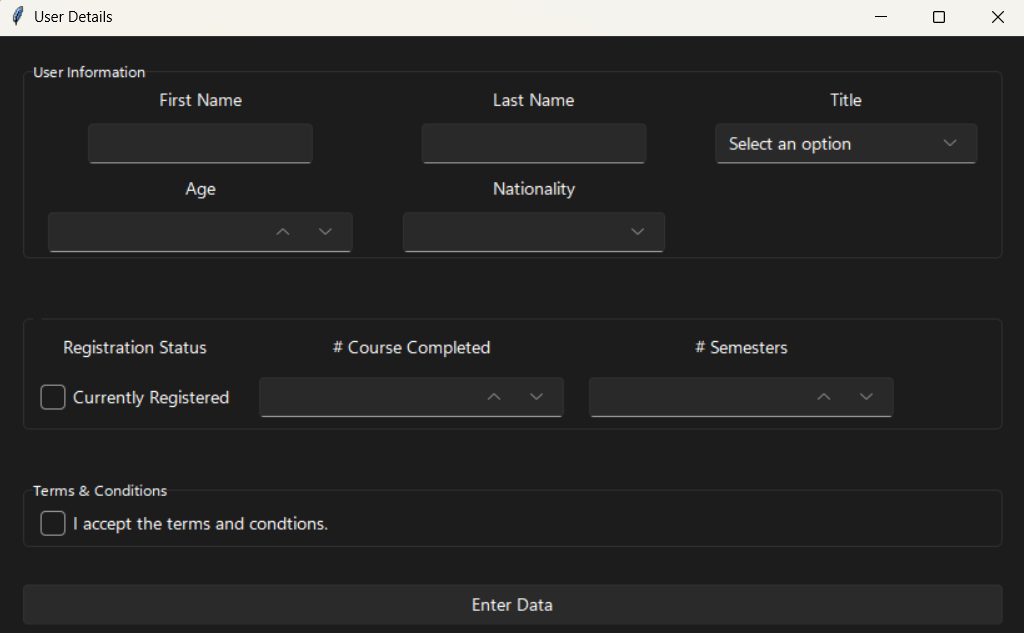 User Details
User Information
First Name Last Name Title
Select an option
Age Nationality
Registration Status # Course Completed # Semesters
Currently Registered
Terms & Conditions
I accept the terms and condtions.
Enter Data